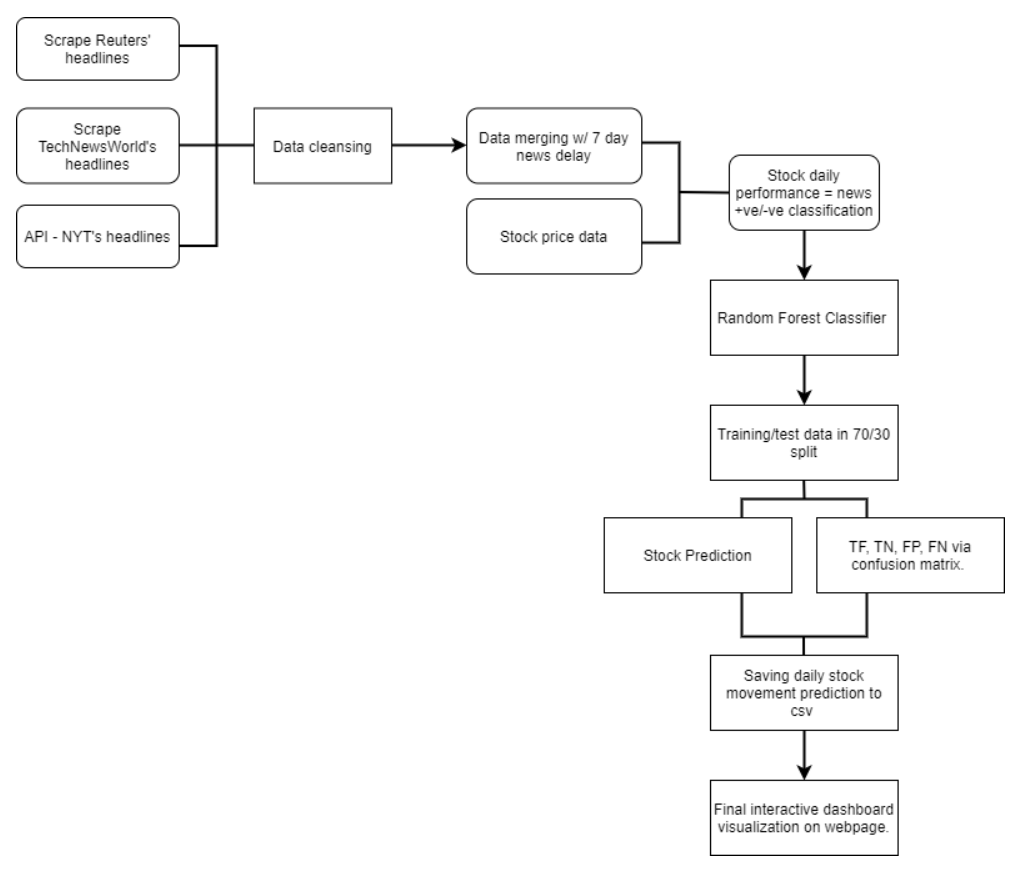 Scrape Reuters'
headlines
Scrape
TechNewsWorld's
headlines
API - NYT's headlines
Data cleansing
Data merging w/ 7 day
news delay
Stock price data
Stock daily
performance = news
+ve/-ve classification
Random Forest Classifier
Training/test data in 70/30
split
Stock Prediction
TF, TN, FP, FN via
confusion matrix.
Saving daily stock
movement prediction to
csv
Final interactive dashboard
visualization on webpage.